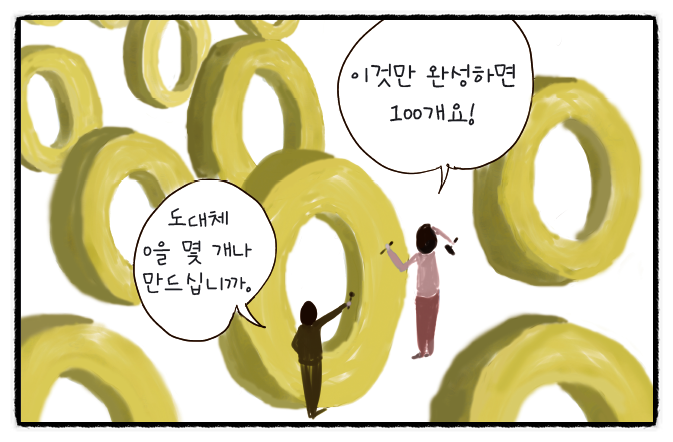 이것만 완성하면
100개요!
도대체
0을 몇 개나
만드십니까.